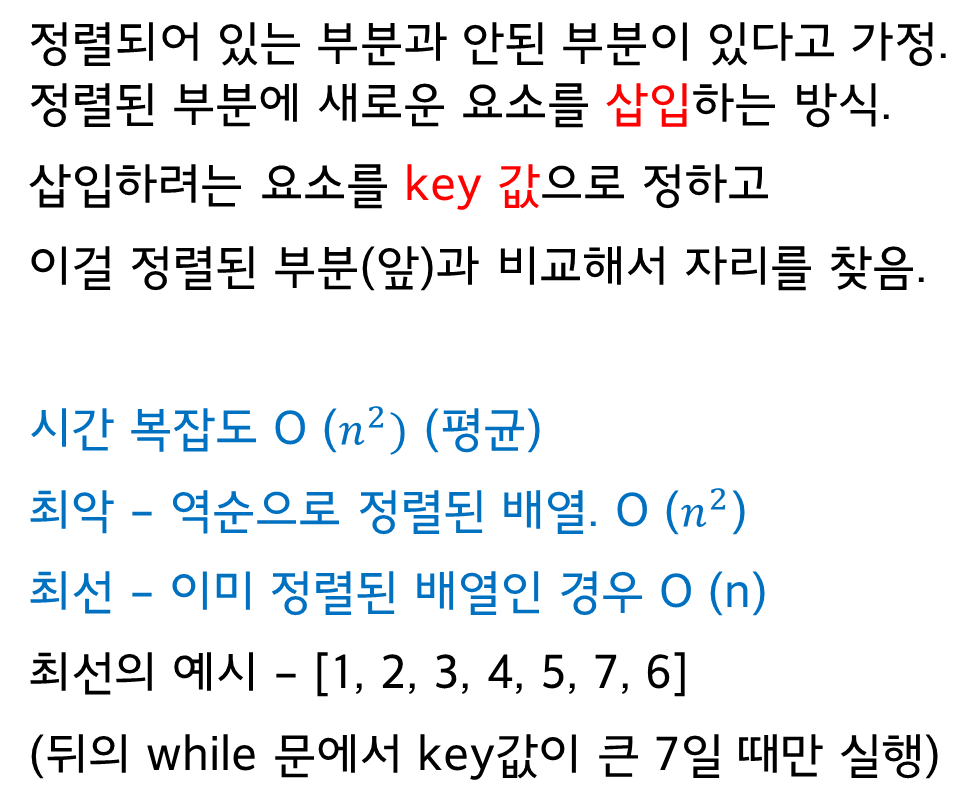 정렬되어 있는 부분과 안된 부분이 있다고 가정.
정렬된 부분에 새로운 요소를 삽입하는 방식.
삽입하려는 요소를 key 값으로 정하고
이걸 정렬된 부분(앞)과 비교해서 자리를 찾음.
시간 복잡도 O (n²) (평균)
최악 – 역순으로 정렬된 배열. O (n²)
최선 – 이미 정렬된 배열인 경우 O (n)
최선의 예시 – [1, 2, 3, 4, 5, 7, 6]
(뒤의 while 문에서 key값이 큰 7일 때만 실행)